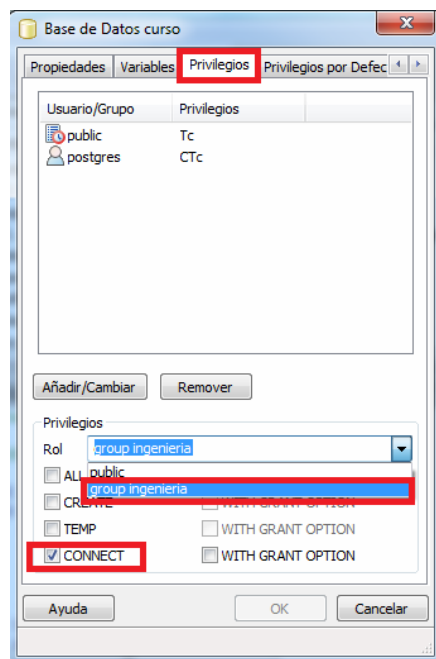 Base de Datos curso
Propiedades Variables Privilegios Privilegios por Defec
Usuario/Grupo Privilegios
public Tc
postgres CTc
Añadir/Cambiar Remover
Privilegios
Rol group ingenieria
public
group ingenieria
ALL
WITH GRANT OPTION
TEMP WITH GRANT OPTION
CONNECT WITH GRANT OPTION
Ayuda OK Cancelar